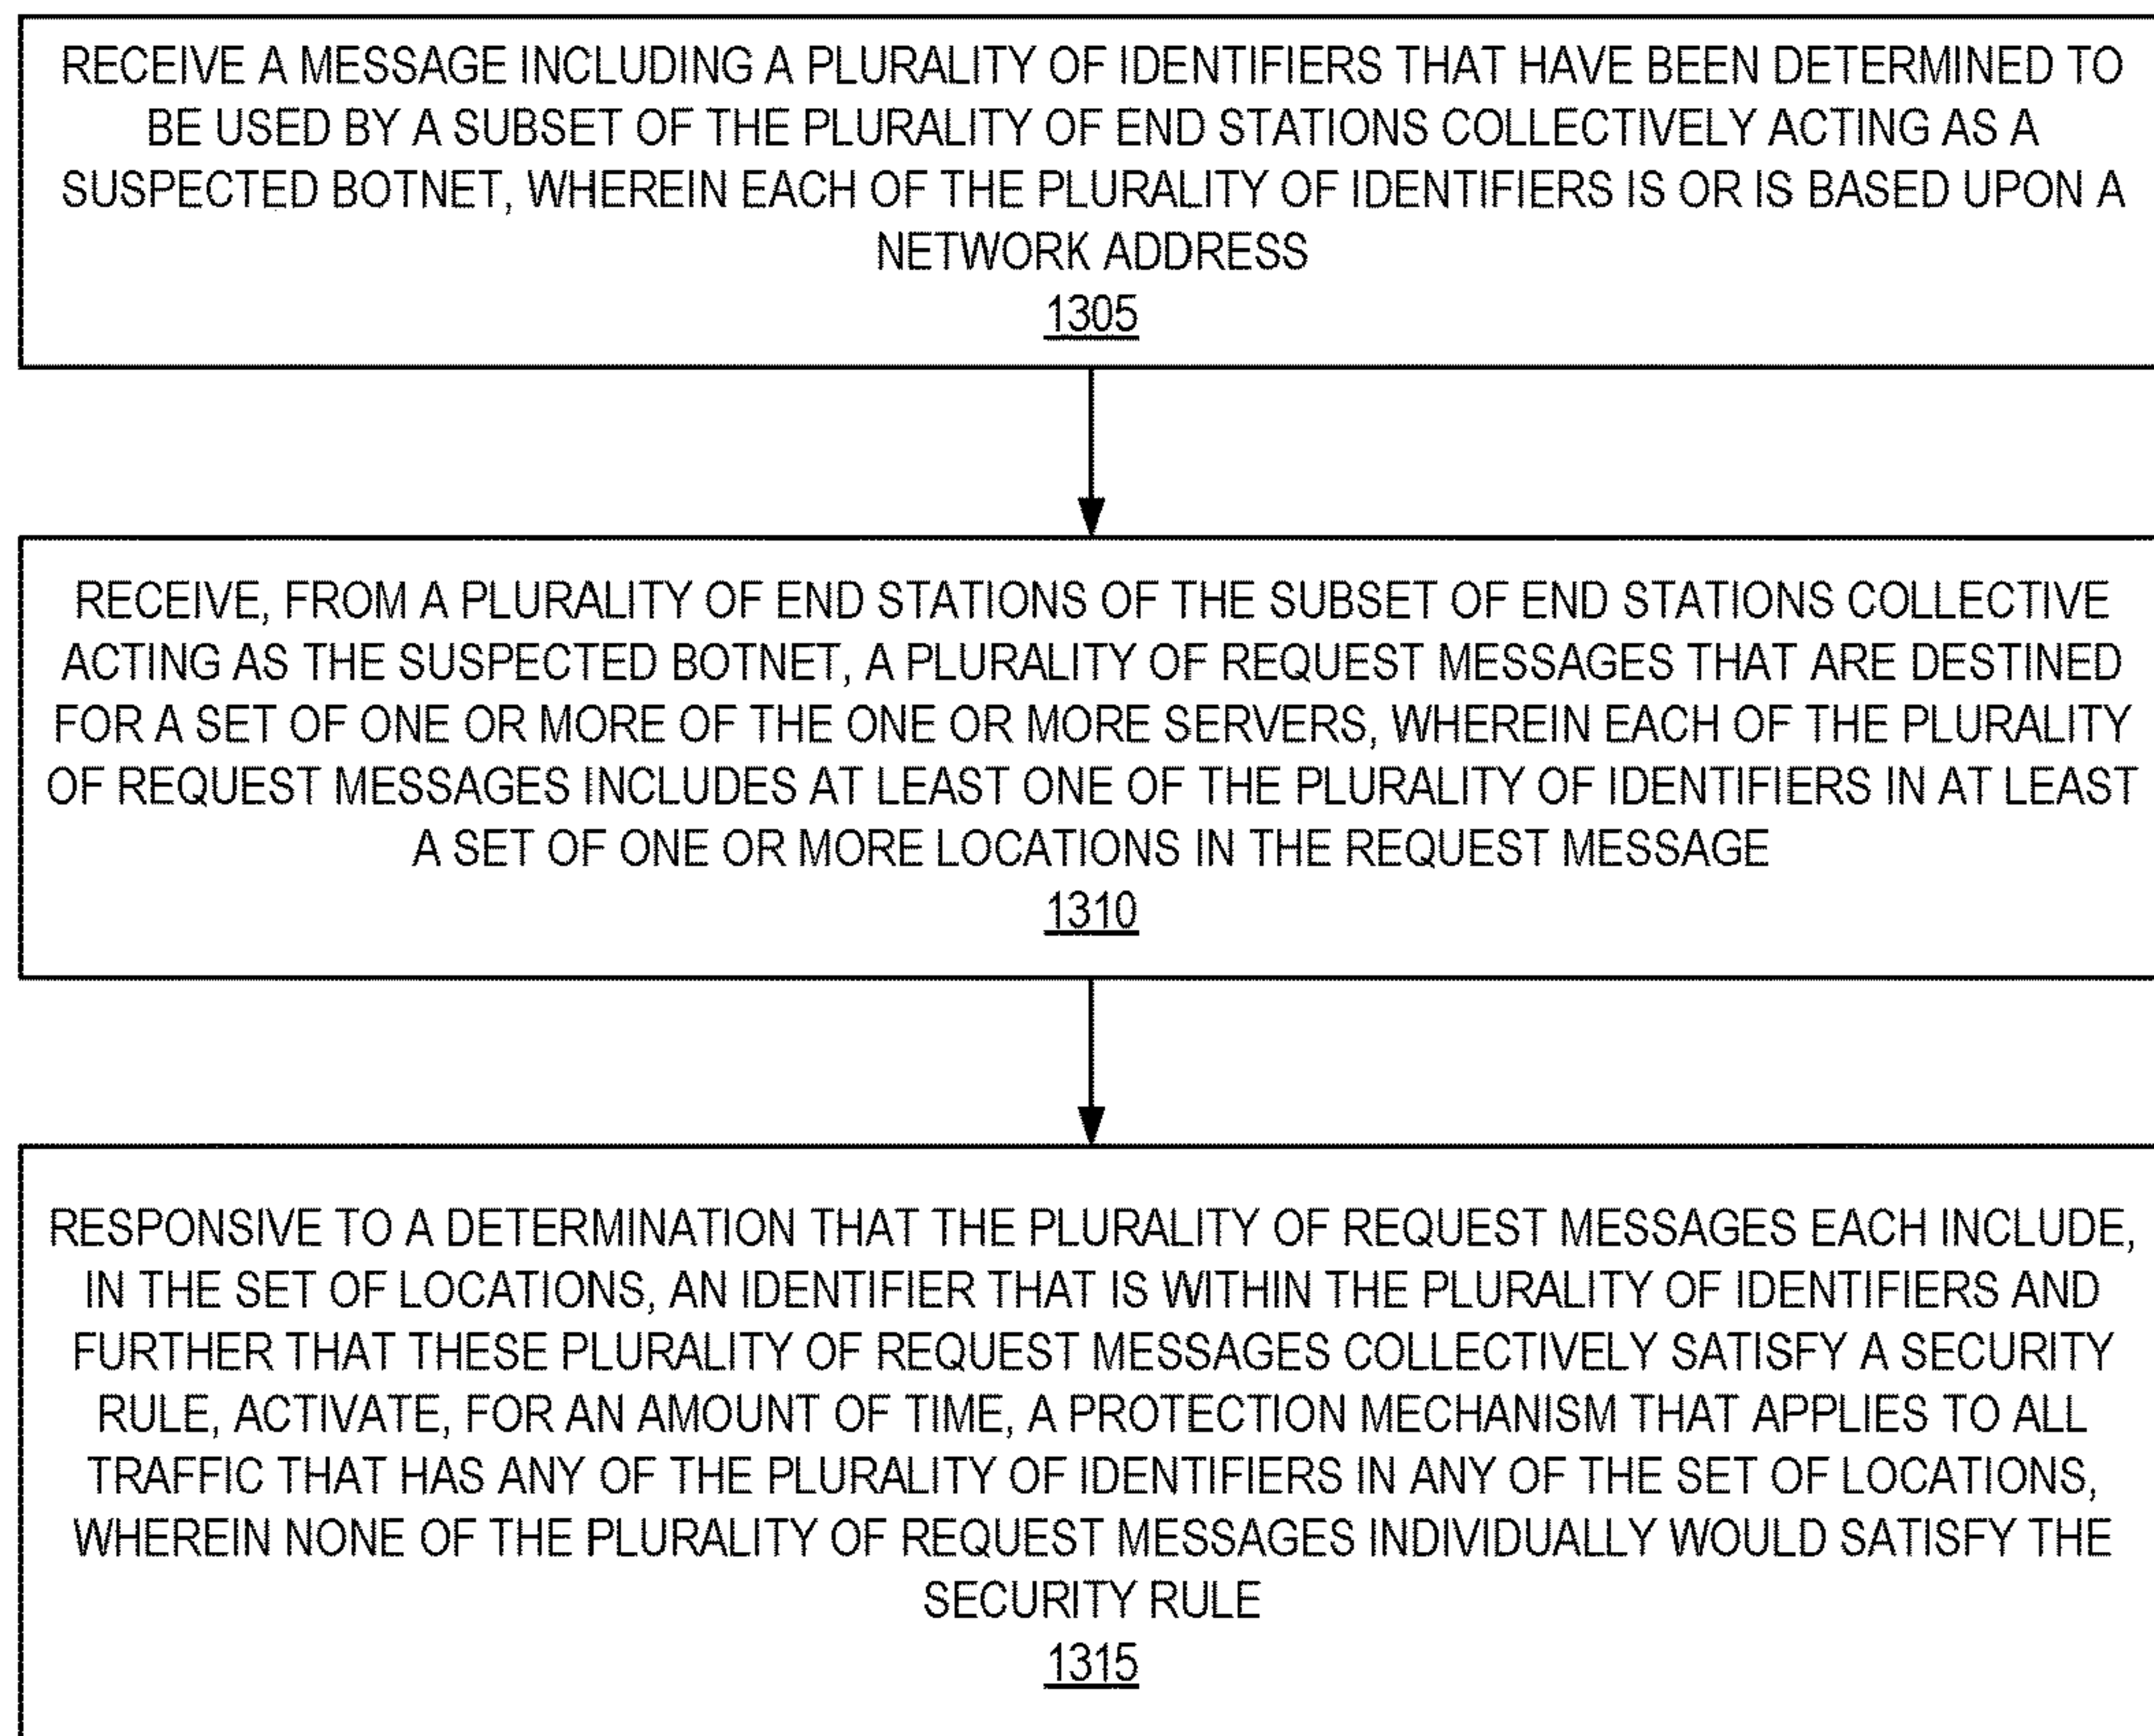 RECEIVE A MESSAGE INCLUDING A PLURALITY OF IDENTIFIERS THAT HAVE BEEN DETERMINED TO
BE USED BY A SUBSET OF THE PLURALITY OF END STATIONS COLLECTIVELY ACTING AS A
SUSPECTED BOTNET, WHEREIN EACH OF THE PLURALITY OF IDENTIFIERS IS OR IS BASED UPON A
NETWORK ADDRESS
1305
RECEIVE, FROM A PLURALITY OF END STATIONS OF THE SUBSET OF END STATIONS COLLECTIVE
ACTING AS THE SUSPECTED BOTNET, A PLURALITY OF REQUEST MESSAGES THAT ARE DESTINED
FOR A SET OF ONE OR MORE OF THE ONE OR MORE SERVERS, WHEREIN EACH OF THE PLURALITY
OF REQUEST MESSAGES INCLUDES AT LEAST ONE OF THE PLURALITY OF IDENTIFIERS IN AT LEAST
A SET OF ONE OR MORE LOCATIONS IN THE REQUEST MESSAGE
1310
RESPONSIVE TO A DETERMINATION THAT THE PLURALITY OF REQUEST MESSAGES EACH INCLUDE,
IN THE SET OF LOCATIONS, AN IDENTIFIER THAT IS WITHIN THE PLURALITY OF IDENTIFIERS AND
FURTHER THAT THESE PLURALITY OF REQUEST MESSAGES COLLECTIVELY SATISFY A SECURITY
RULE, ACTIVATE, FOR AN AMOUNT OF TIME, A PROTECTION MECHANISM THAT APPLIES TO ALL
TRAFFIC THAT HAS ANY OF THE PLURALITY OF IDENTIFIERS IN ANY OF THE SET OF LOCATIONS,
WHEREIN NONE OF THE PLURALITY OF REQUEST MESSAGES INDIVIDUALLY WOULD SATISFY THE
SECURITY RULE
1315